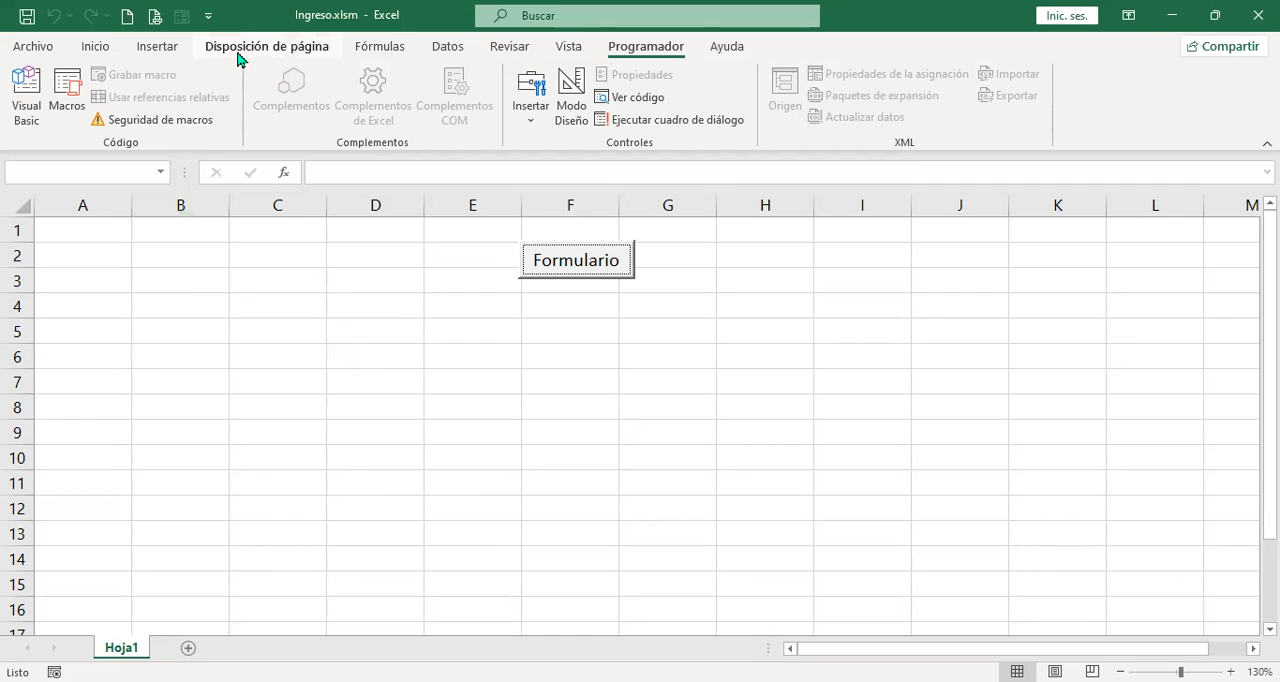 Ingreso.xlsm - Excel
Buscar
Inic. ses.
Archivo Inicio Insertar Disposición de página Fórmulas Datos Revisar Vista Programador Ayuda
Compartir
Visual Basic
Macros
Grabar macro
Usar referencias relativas
Seguridad de macros
Código
Complementos
Complementos de Excel
Complementos COM
Complementos
Insertar
Modo Diseño
Propiedades
Ver código
Ejecutar cuadro de diálogo
Controles
Origen
Propiedades de la asignación
Paquetes de expansión
Actualizar datos
Importar
Exportar
XML
fx
A B C D E F G H I J K L M
1
2
Formulario
3
4
5
6
7
8
9
10
11
12
13
14
15
16
17
Hoja1
Listo
130%